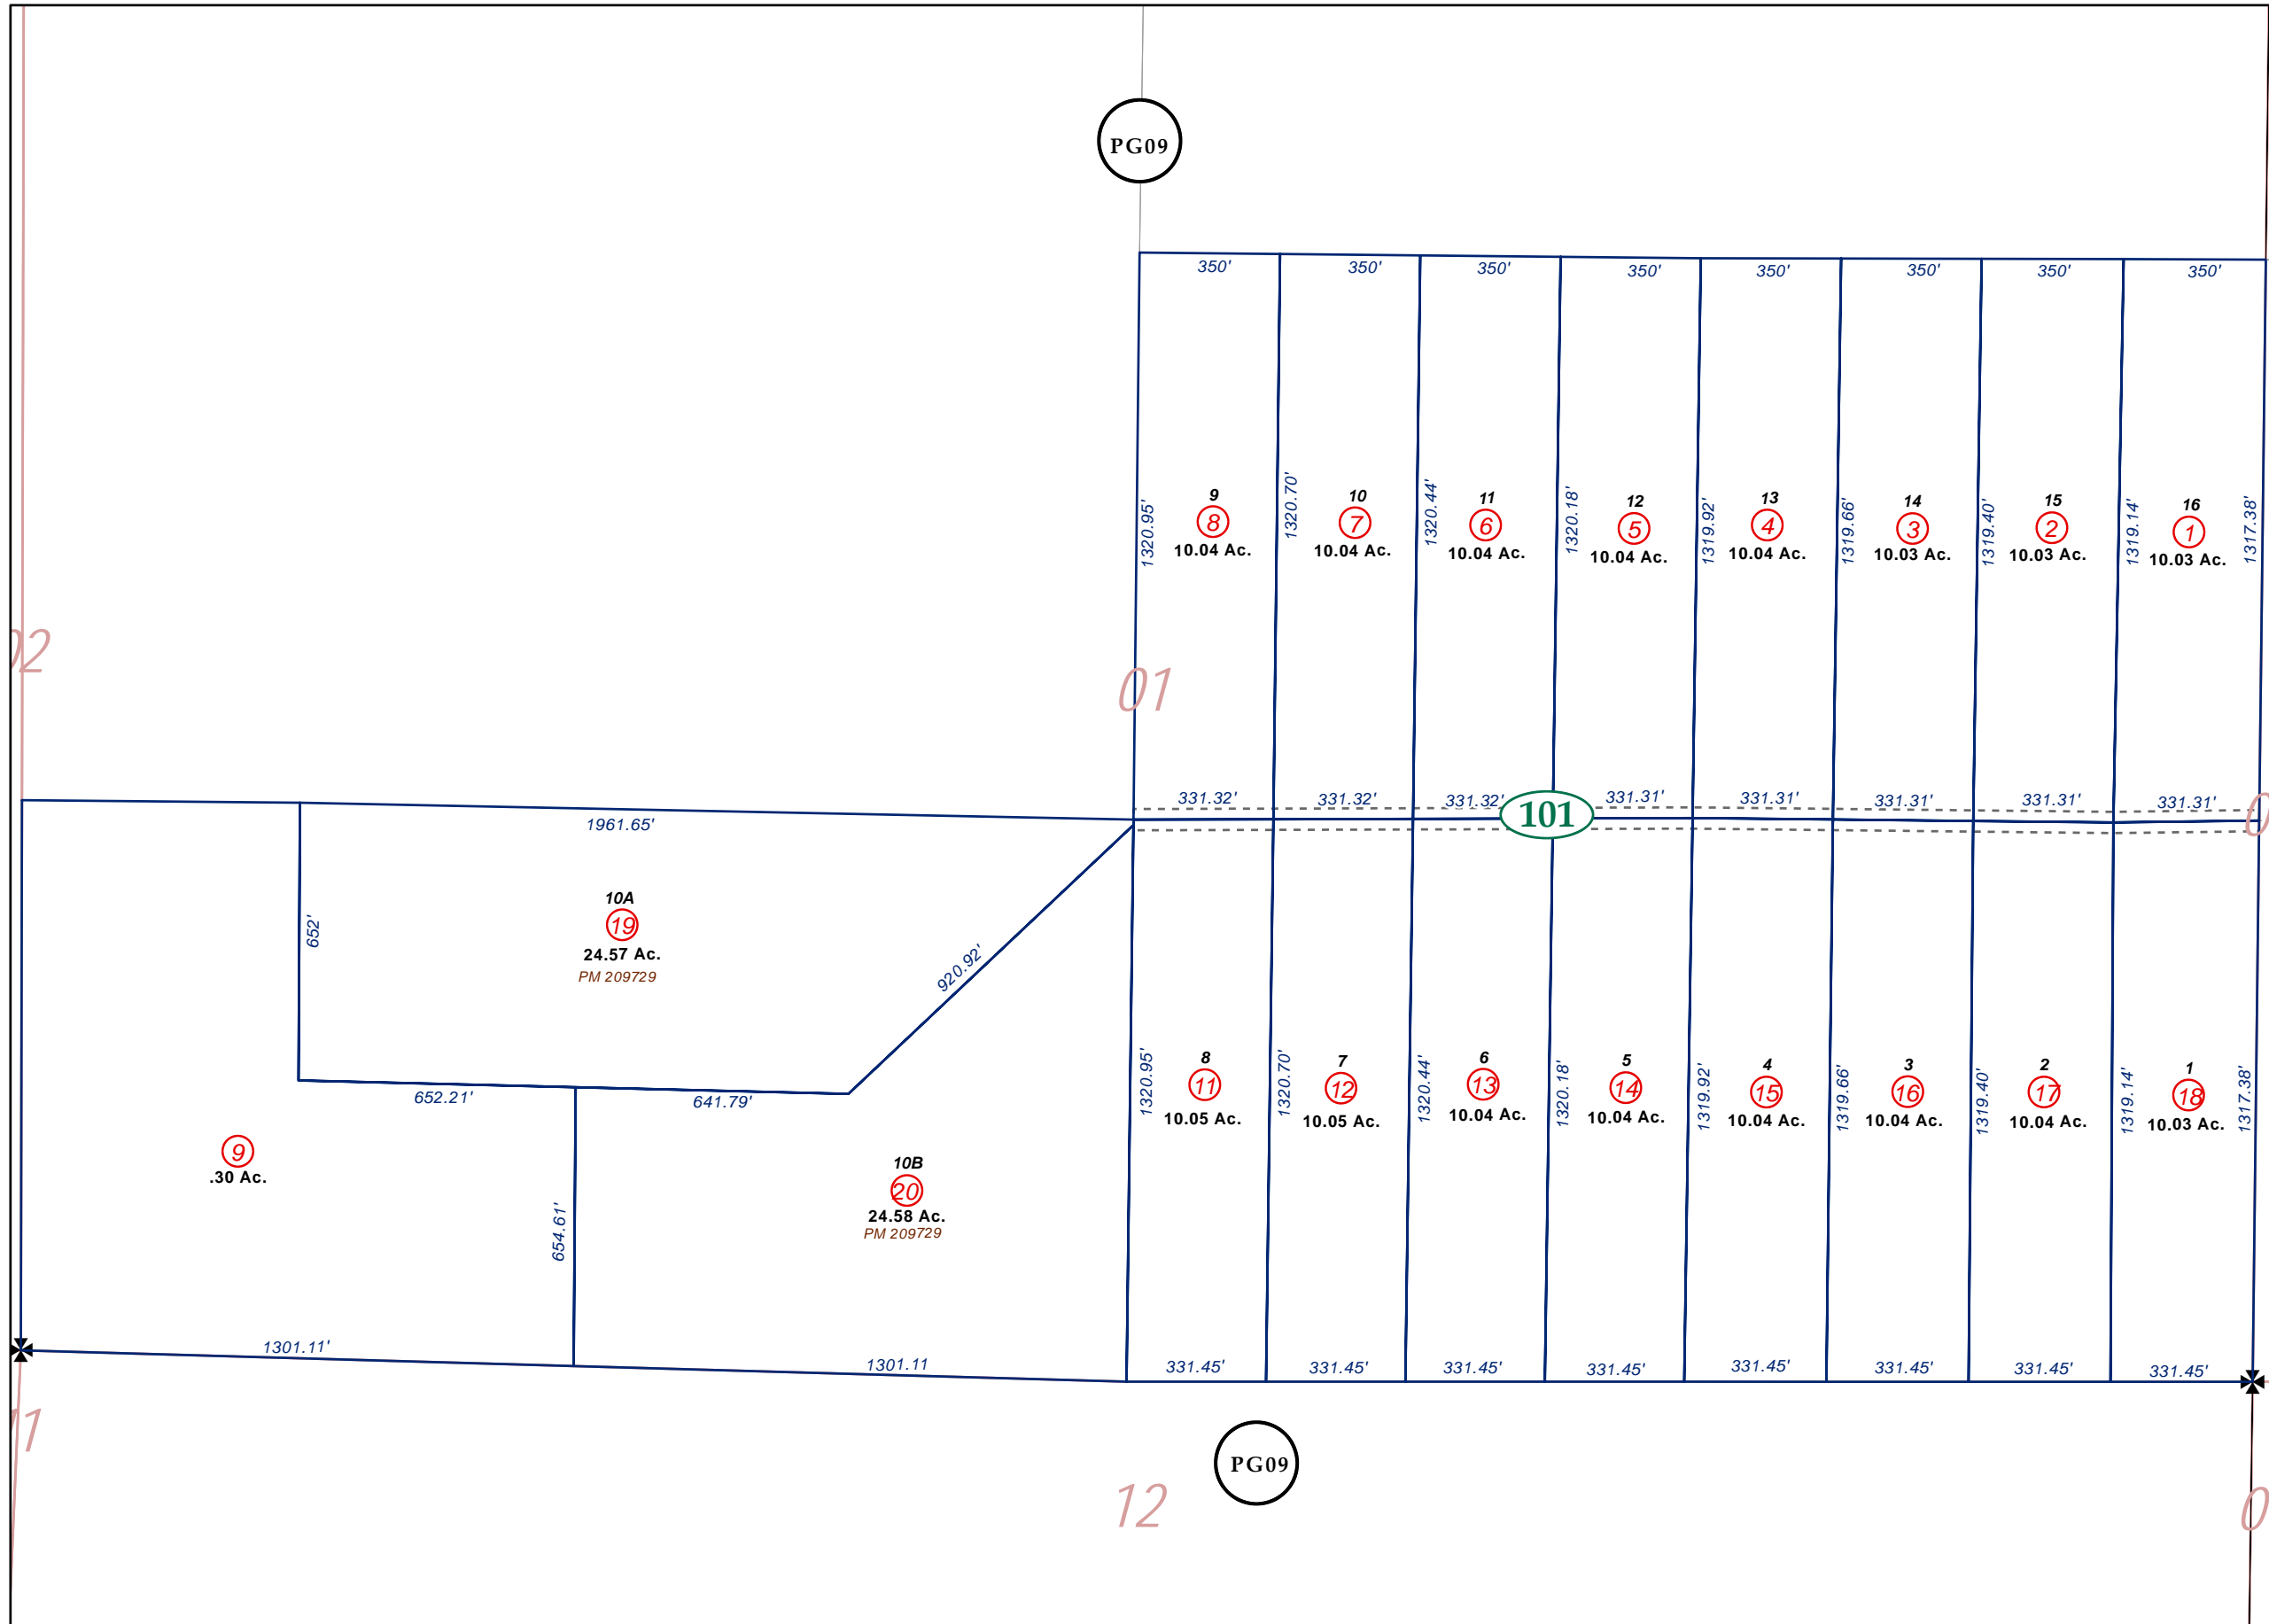 PG09
350' 350' 350' 350' 350' 350' 350' 350'
1320.95' 1320.70' 1320.44' 1320.18' 1319.92' 1319.66' 1319.40' 1319.14' 1317.38'
9 10 11 12 13 14 15 16
8 7 6 5 4 3 2 1
10.04 Ac. 10.04 Ac. 10.04 Ac. 10.04 Ac. 10.04 Ac. 10.03 Ac. 10.03 Ac. 10.03 Ac.
02 01
331.32' 331.32' 331.32' 331.31' 331.31' 331.31' 331.31' 331.31'
101
0
1961.65'
652'
10A
19
24.57 Ac.
PM 209729
920.92'
652.21' 641.79'
1320.95' 1320.70' 1320.44' 1320.18' 1319.92' 1319.66' 1319.40' 1319.14' 1317.38'
8 7 6 5 4 3 2 1
11 12 13 14 15 16 17 18
10.05 Ac. 10.05 Ac. 10.04 Ac. 10.04 Ac. 10.04 Ac. 10.04 Ac. 10.04 Ac. 10.03 Ac.
9
.30 Ac.
654.61'
10B
20
24.58 Ac.
PM 209729
1301.11' 1301.11
331.45' 331.45' 331.45' 331.45' 331.45' 331.45' 331.45' 331.45'
11
PG09
12 0